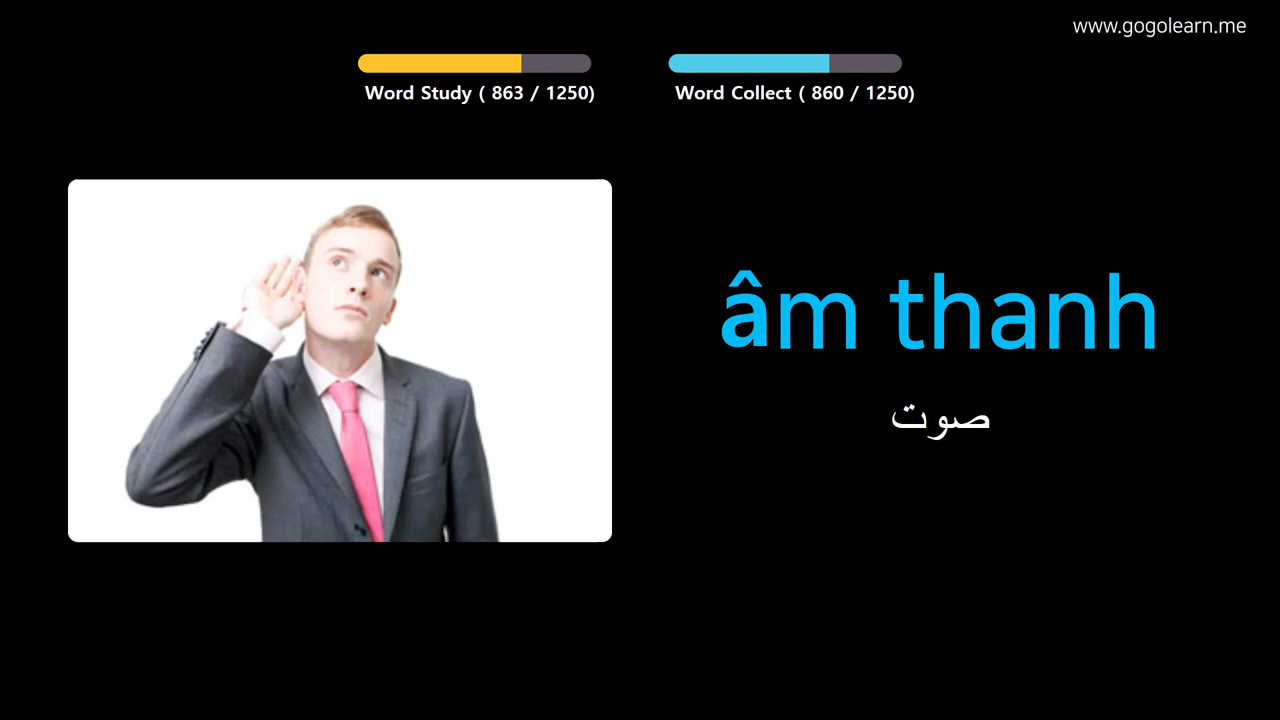 www.gogolearn.me
Word Study ( 863 / 1250)
Word Collect ( 860 / 1250)
âm thanh
صوت